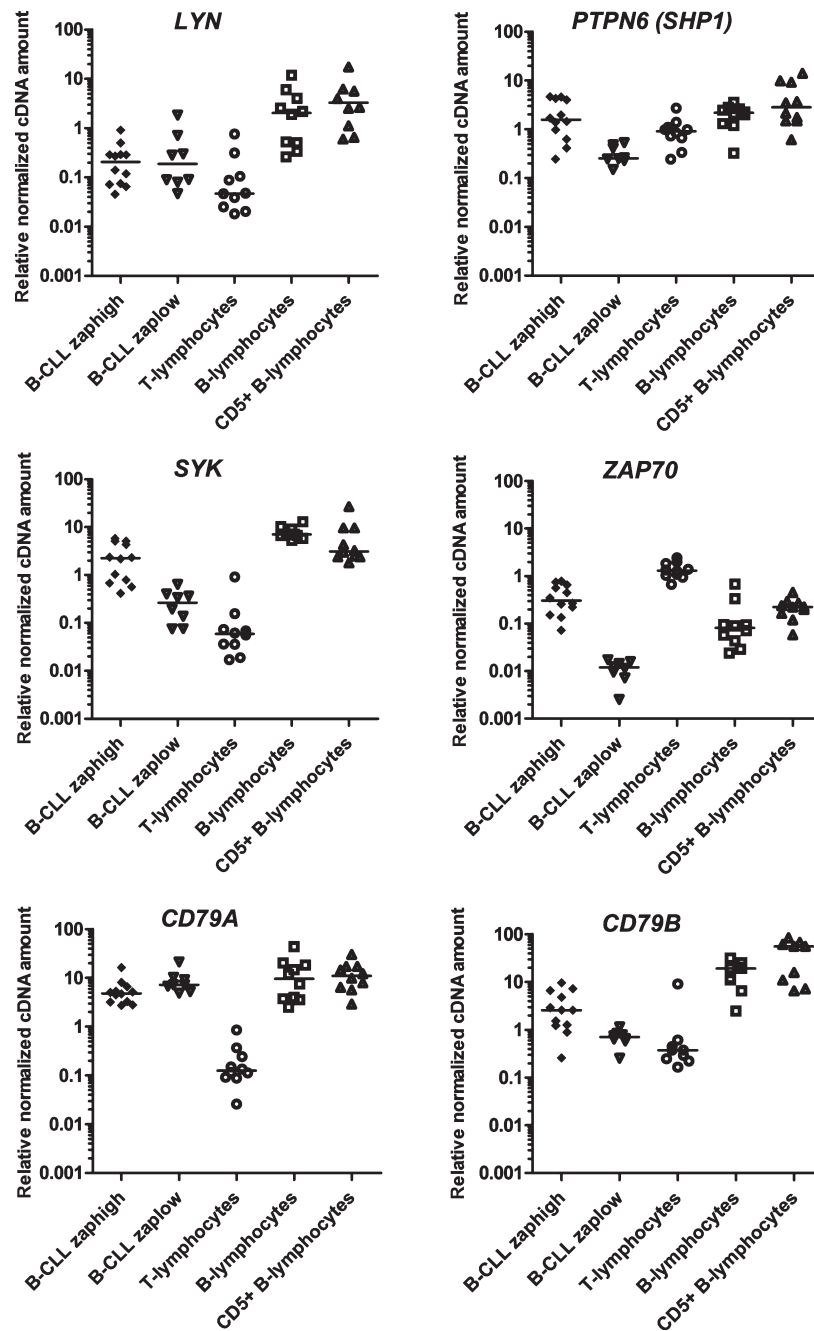 LYN
Relative normalized cDNA amount
100
10
1
0.1
0.01
0.001
B-CLL zaphigh
B-CLL zaplow
T-lymphocytes
B-lymphocytes
CD5+ B-lymphocytes
PTPN6 (SHP1)
Relative normalized cDNA amount
100
10
1
0.1
0.01
0.001
B-CLL zaphigh
B-CLL zaplow
T-lymphocytes
B-lymphocytes
CD5+ B-lymphocytes
SYK
Relative normalized cDNA amount
100
10
1
0.1
0.01
0.001
B-CLL zaphigh
B-CLL zaplow
T-lymphocytes
B-lymphocytes
CD5+ B-lymphocytes
ZAP70
Relative normalized cDNA amount
100
10
1
0.1
0.01
0.001
B-CLL zaphigh
B-CLL zaplow
T-lymphocytes
B-lymphocytes
CD5+ B-lymphocytes
CD79A
Relative normalized cDNA amount
100
10
1
0.1
0.01
0.001
B-CLL zaphigh
B-CLL zaplow
T-lymphocytes
B-lymphocytes
CD5+ B-lymphocytes
CD79B
Relative normalized cDNA amount
100
10
1
0.1
0.01
0.001
B-CLL zaphigh
B-CLL zaplow
T-lymphocytes
B-lymphocytes
CD5+ B-lymphocytes